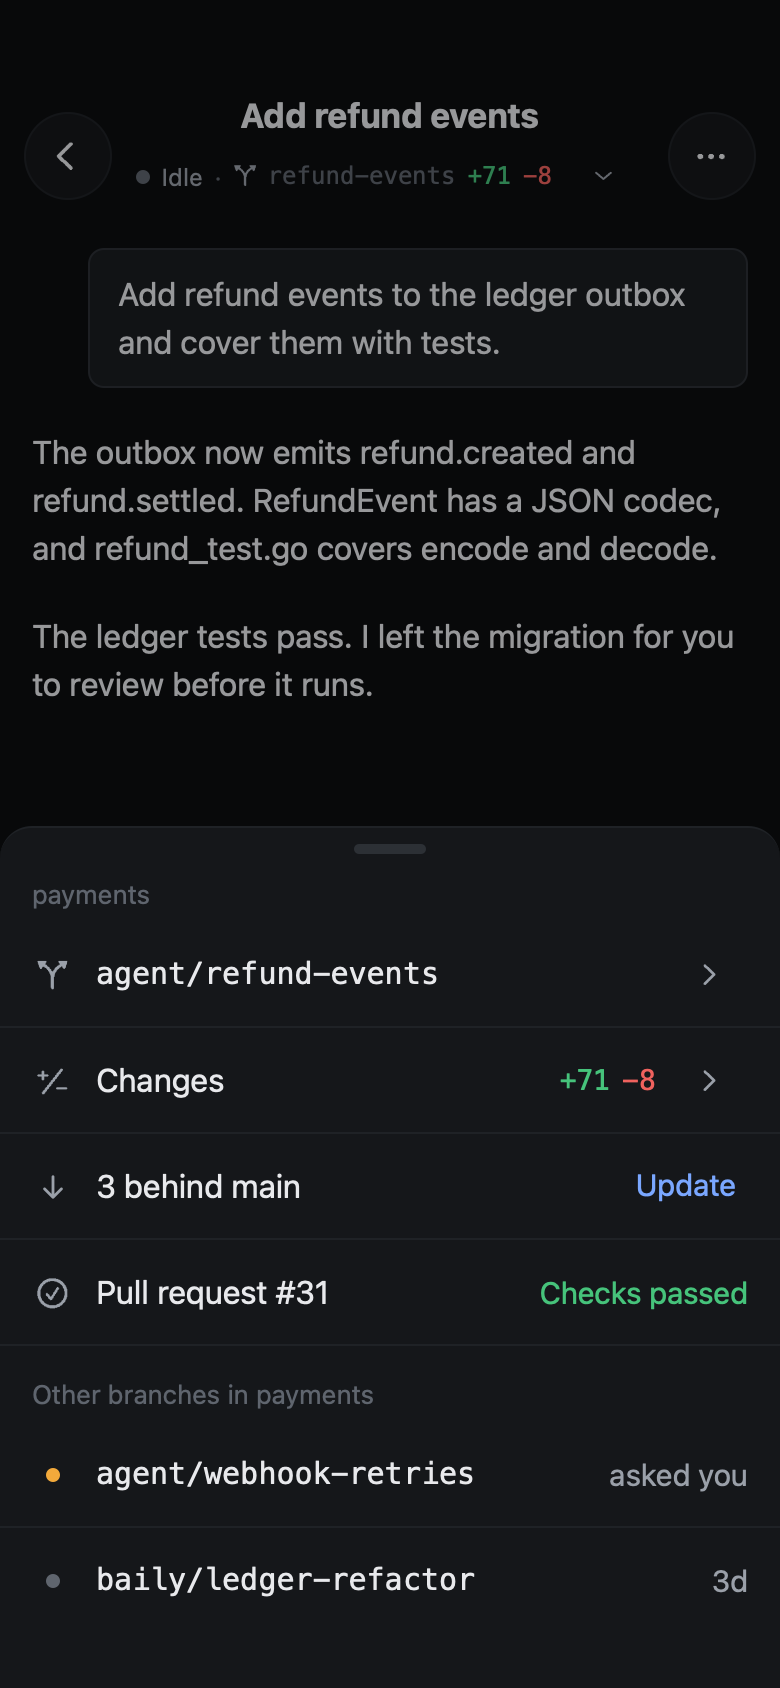 Add refund events
Idle · refund-events +71 −8
Add refund events to the ledger outbox
and cover them with tests.
The outbox now emits refund.created and
refund.settled. RefundEvent has a JSON codec,
and refund_test.go covers encode and decode.
The ledger tests pass. I left the migration for you
to review before it runs.
payments
agent/refund-events
Changes +71 −8
3 behind main Update
Pull request #31 Checks passed
Other branches in payments
agent/webhook-retries asked you
baily/ledger-refactor 3d